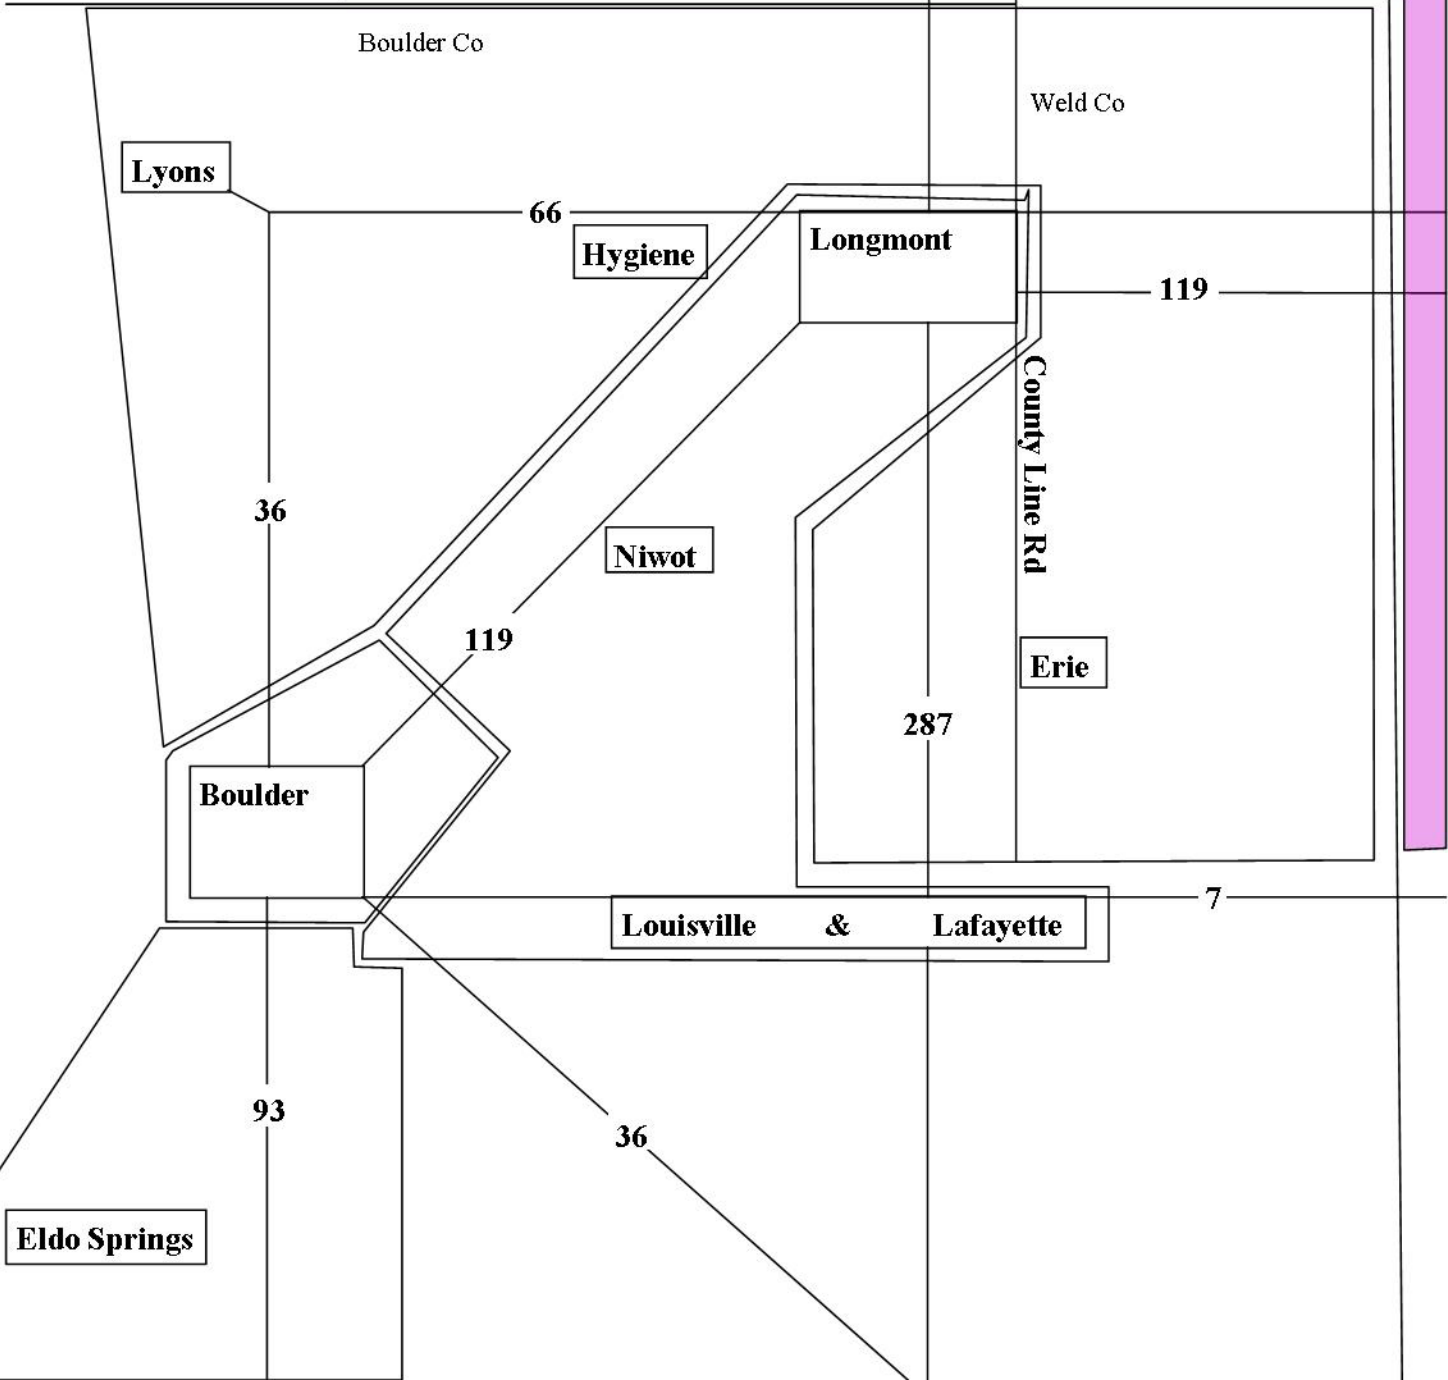 Boulder Co
Weld Co
Lyons
66
Hygiene
Longmont
119
County Line Rd
36
Niwot
119
Erie
287
Boulder
7
Louisville & Lafayette
93
36
Eldo Springs